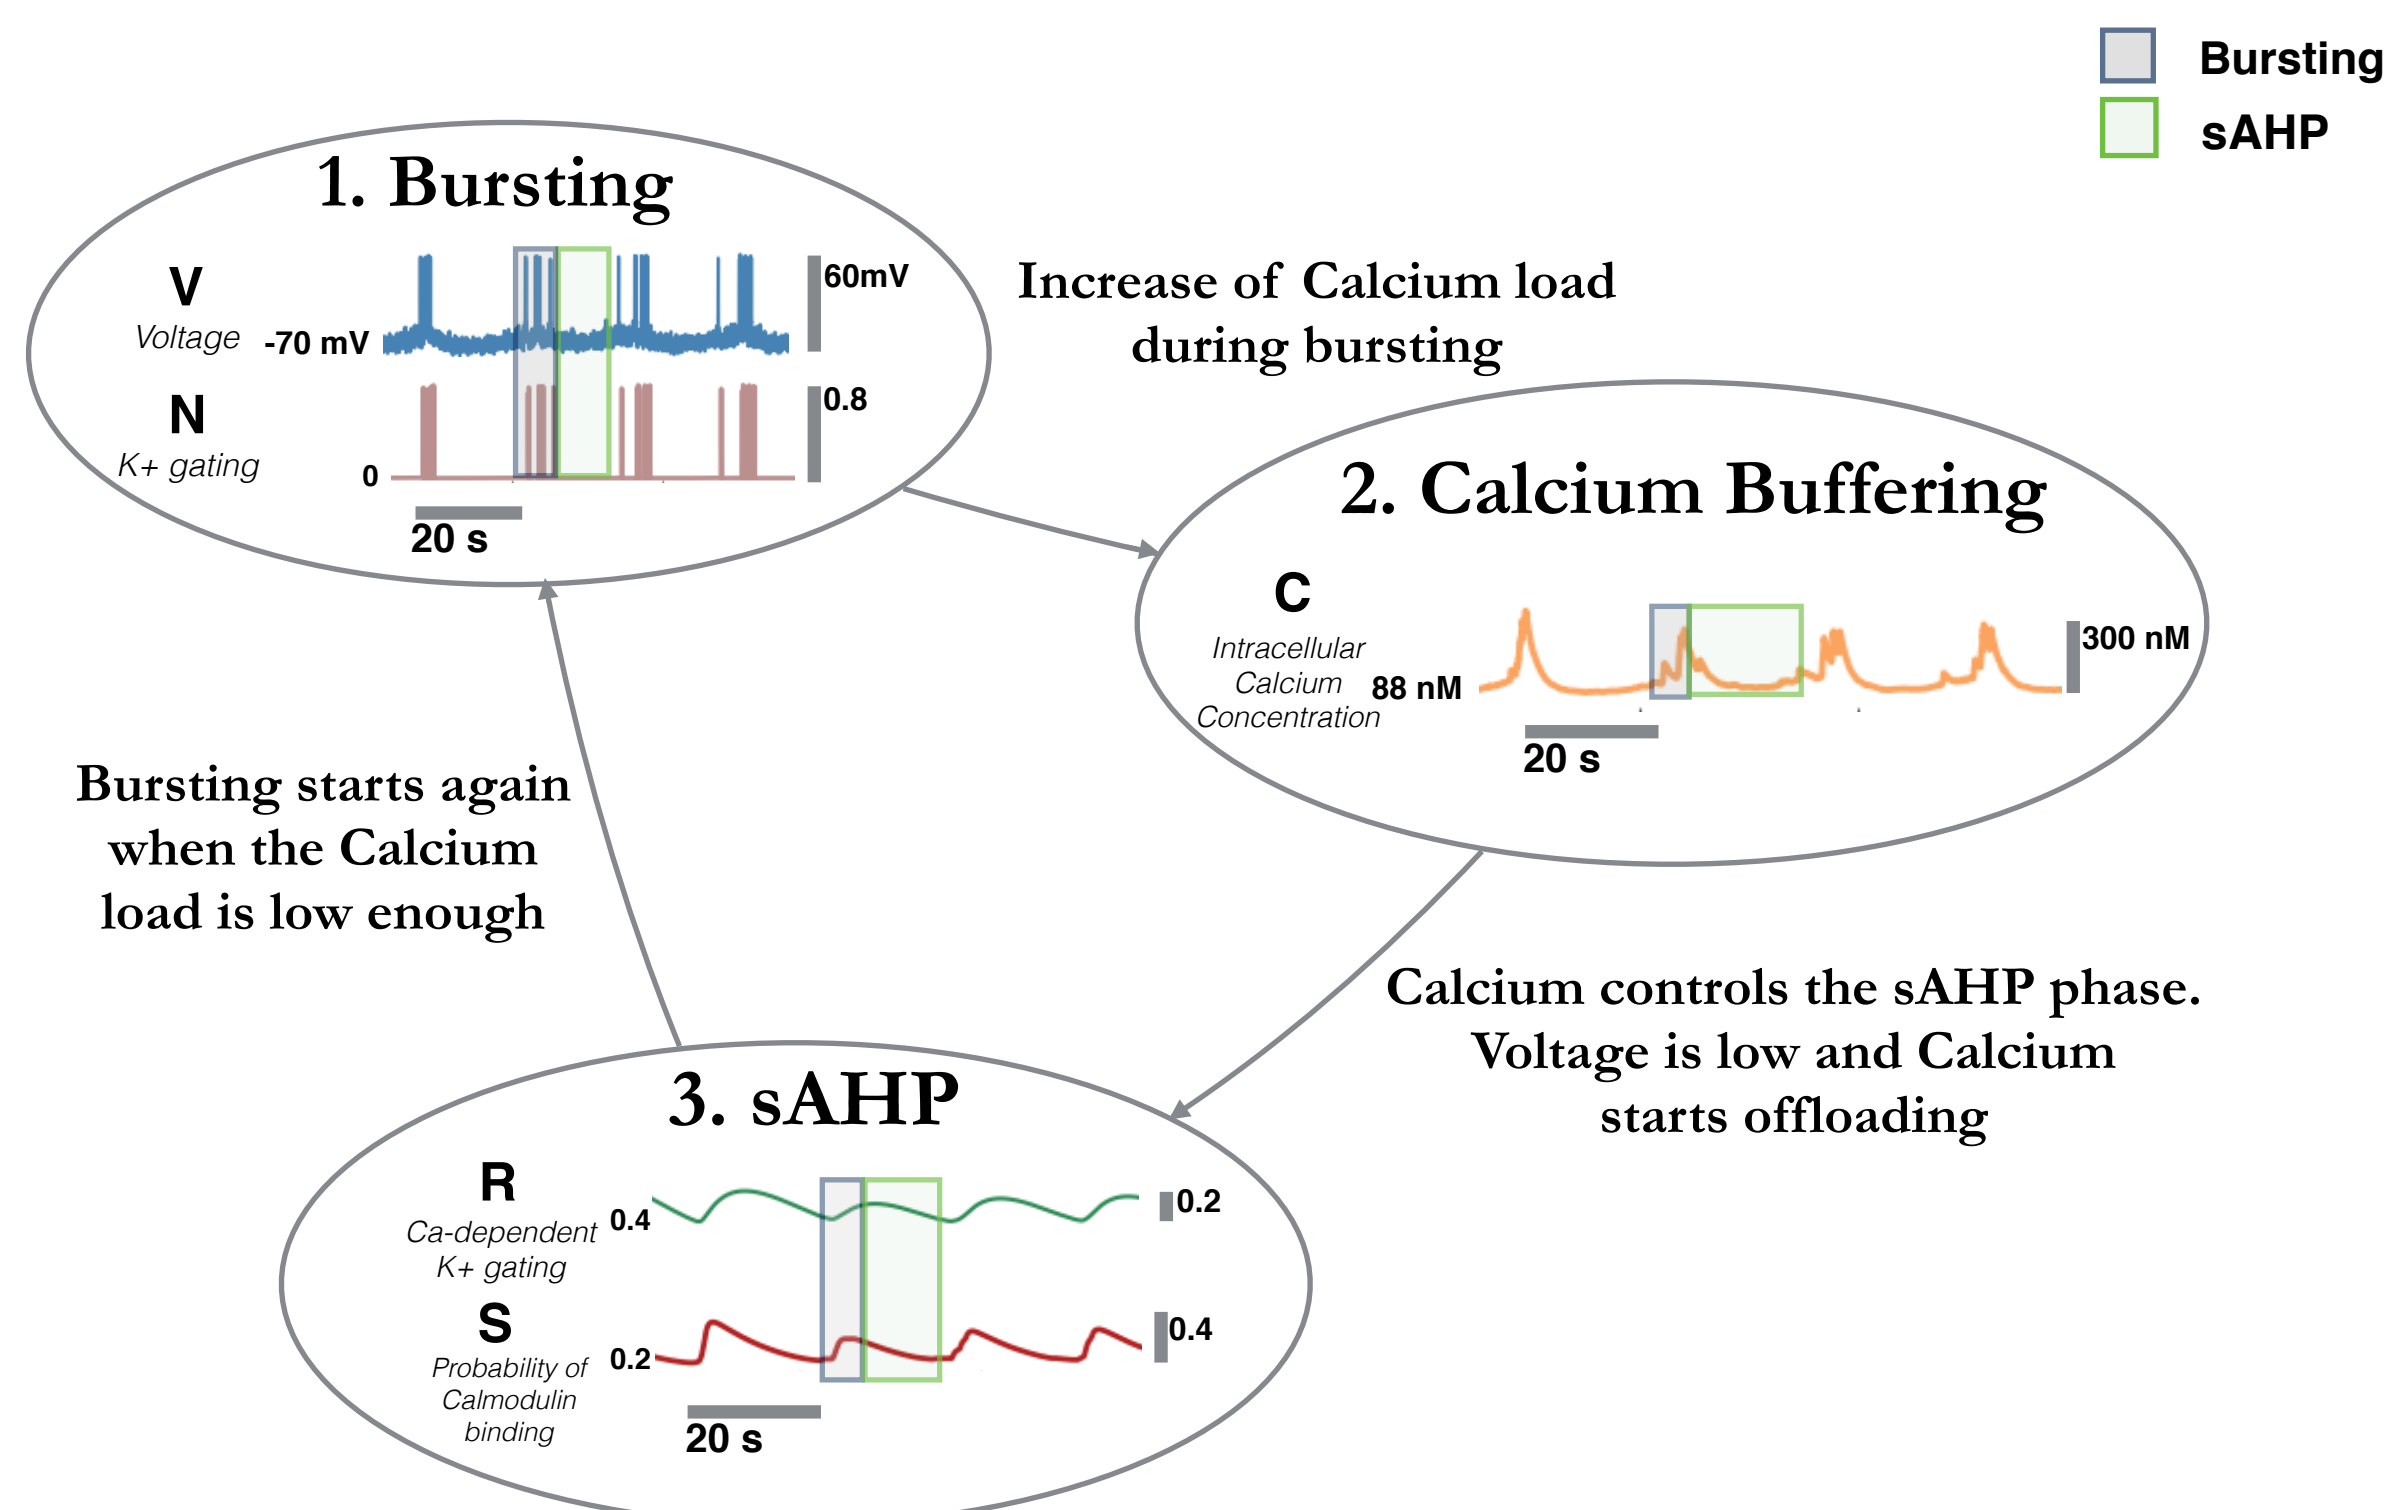 Bursting
sAHP
1. Bursting
V
Voltage
-70 mV
60mV
N
K+ gating
0
0.8
20 s
Increase of Calcium load
during bursting
2. Calcium Buffering
C
Intracellular
Calcium
Concentration
88 nM
300 nM
20 s
Bursting starts again
when the Calcium
load is low enough
Calcium controls the sAHP phase.
Voltage is low and Calcium
starts offloading
3. sAHP
R
Ca-dependent
K+ gating
0.4
0.2
S
Probability of
Calmodulin
binding
0.2
0.4
20 s